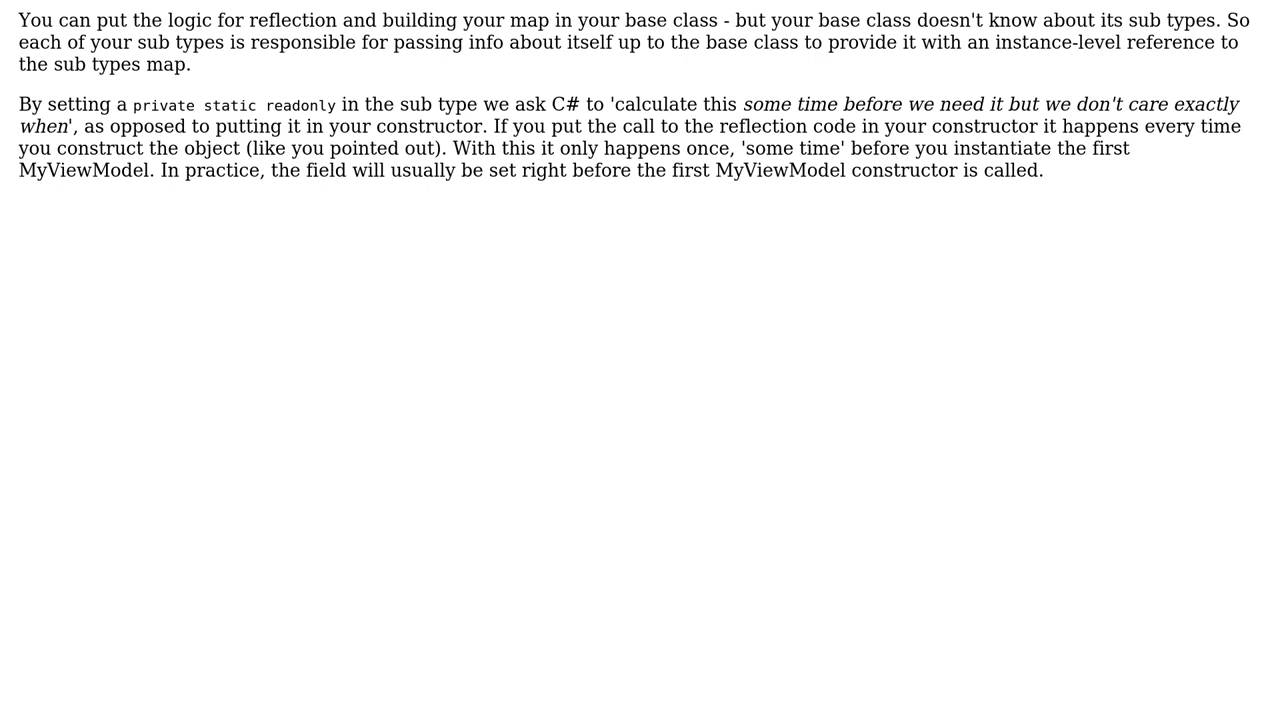 You can put the logic for reflection and building your map in your base class - but your base class doesn't know about its sub types. So
each of your sub types is responsible for passing info about itself up to the base class to provide it with an instance-level reference to
the sub types map.
By setting a private static readonly in the sub type we ask C# to 'calculate this some time before we need it but we don't care exactly
when', as opposed to putting it in your constructor. If you put the call to the reflection code in your constructor it happens every time
you construct the object (like you pointed out). With this it only happens once, 'some time' before you instantiate the first
MyViewModel. In practice, the field will usually be set right before the first MyViewModel constructor is called.